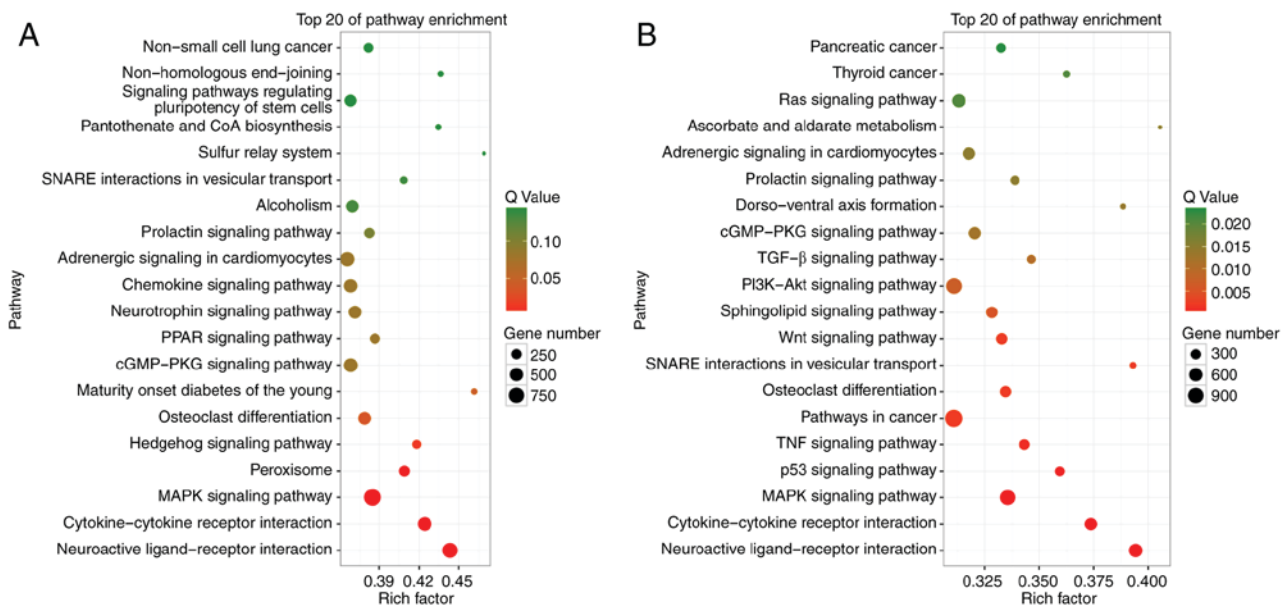 A
Top 20 of pathway enrichment
Pathway
Non−small cell lung cancer
Non−homologous end−joining
Signaling pathways regulating
pluripotency of stem cells
Pantothenate and CoA biosynthesis
Sulfur relay system
SNARE interactions in vesicular transport
Alcoholism
Prolactin signaling pathway
Adrenergic signaling in cardiomyocytes
Chemokine signaling pathway
Neurotrophin signaling pathway
PPAR signaling pathway
cGMP−PKG signaling pathway
Maturity onset diabetes of the young
Osteoclast differentiation
Hedgehog signaling pathway
Peroxisome
MAPK signaling pathway
Cytokine−cytokine receptor interaction
Neuroactive ligand−receptor interaction
0.39 0.42 0.45
Rich factor
Q Value
0.10
0.05
Gene number
250
500
750
B
Top 20 of pathway enrichment
Pathway
Pancreatic cancer
Thyroid cancer
Ras signaling pathway
Ascorbate and aldarate metabolism
Adrenergic signaling in cardiomyocytes
Prolactin signaling pathway
Dorso−ventral axis formation
cGMP−PKG signaling pathway
TGF−β signaling pathway
PI3K−Akt signaling pathway
Sphingolipid signaling pathway
Wnt signaling pathway
SNARE interactions in vesicular transport
Osteoclast differentiation
Pathways in cancer
TNF signaling pathway
p53 signaling pathway
MAPK signaling pathway
Cytokine−cytokine receptor interaction
Neuroactive ligand−receptor interaction
0.325 0.350 0.375 0.400
Rich factor
Q Value
0.020
0.015
0.010
0.005
Gene number
300
600
900